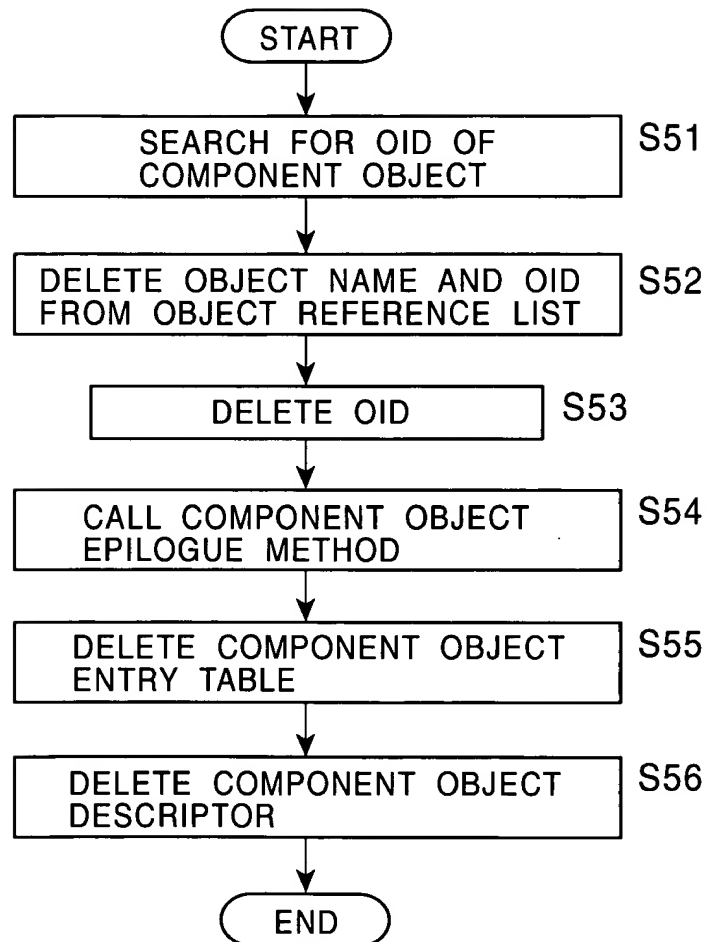 START
SEARCH FOR OID OF
COMPONENT OBJECT
S51
DELETE OBJECT NAME AND OID
FROM OBJECT REFERENCE LIST
S52
DELETE OID
S53
CALL COMPONENT OBJECT
EPILOGUE METHOD
S54
DELETE COMPONENT OBJECT
ENTRY TABLE
S55
DELETE COMPONENT OBJECT
DESCRIPTOR
S56
END